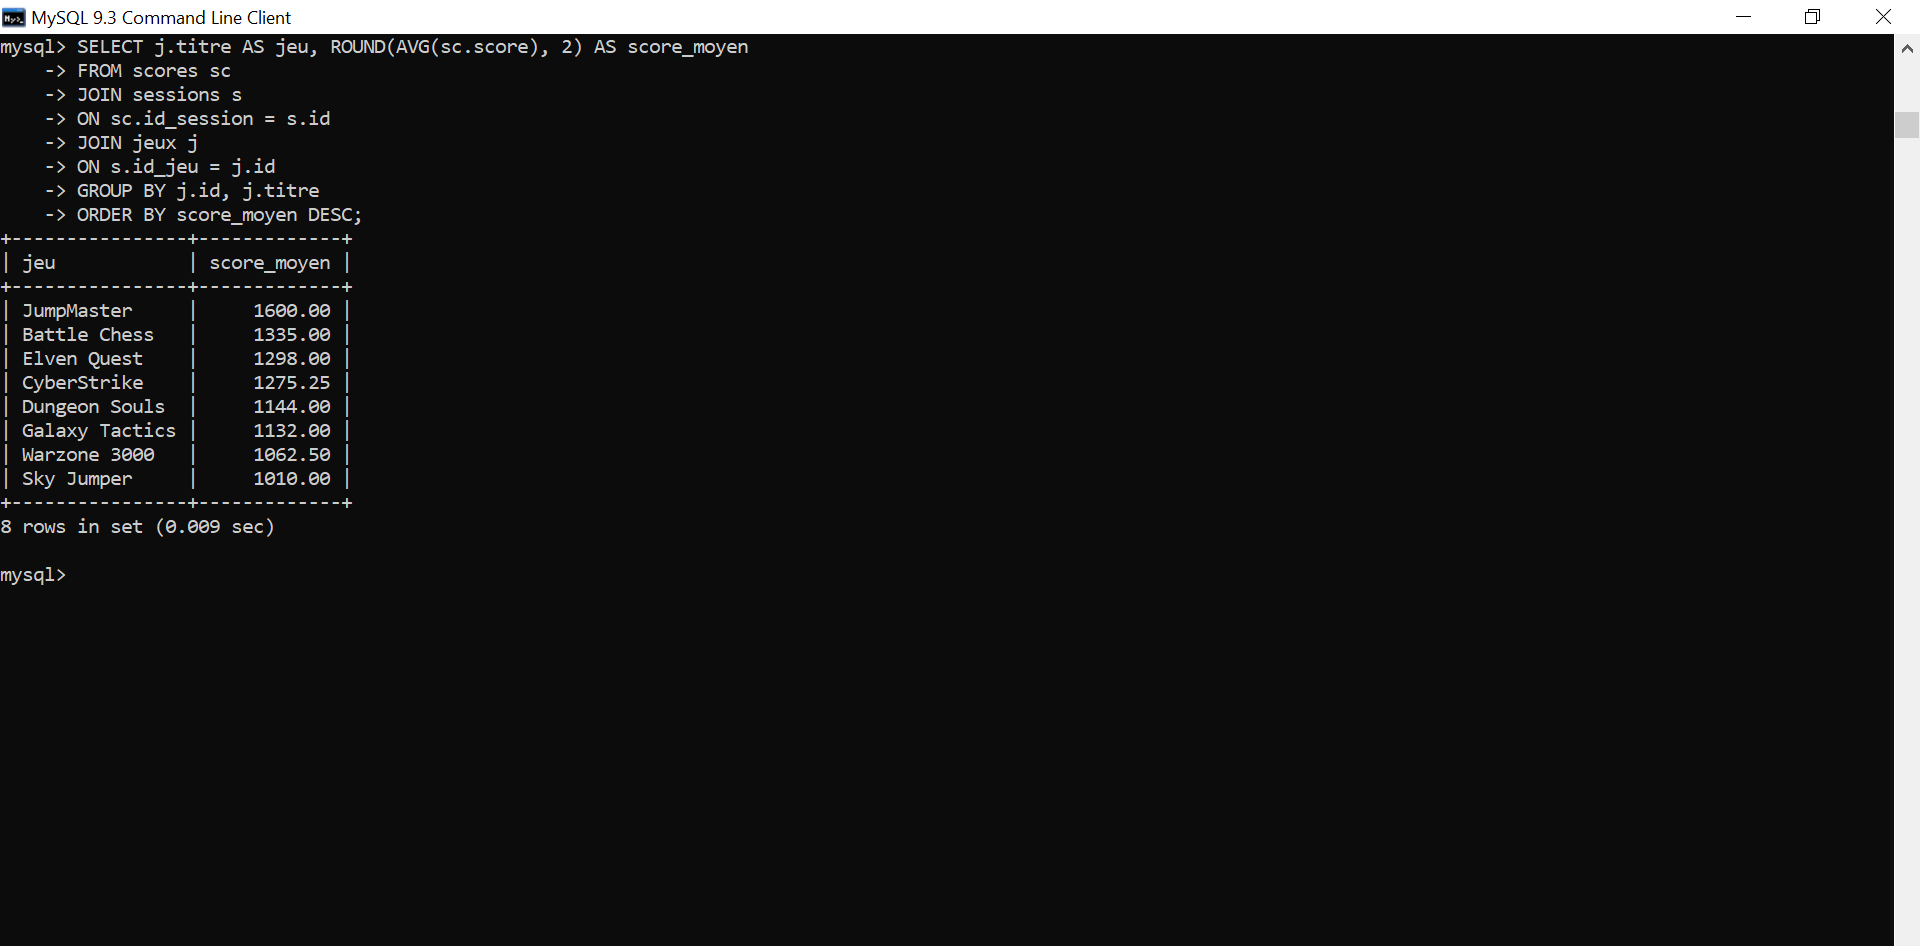 MySQL 9.3 Command Line Client
mysql> SELECT j.titre AS jeu, ROUND(AVG(sc.score), 2) AS score_moyen
    -> FROM scores sc
    -> JOIN sessions s
    -> ON sc.id_session = s.id
    -> JOIN jeux j
    -> ON s.id_jeu = j.id
    -> GROUP BY j.id, j.titre
    -> ORDER BY score_moyen DESC;
+----------------+-------------+
| jeu            | score_moyen |
+----------------+-------------+
| JumpMaster     |     1600.00 |
| Battle Chess   |     1335.00 |
| Elven Quest    |     1298.00 |
| CyberStrike    |     1275.25 |
| Dungeon Souls  |     1144.00 |
| Galaxy Tactics |     1132.00 |
| Warzone 3000   |     1062.50 |
| Sky Jumper     |     1010.00 |
+----------------+-------------+
8 rows in set (0.009 sec)
mysql>